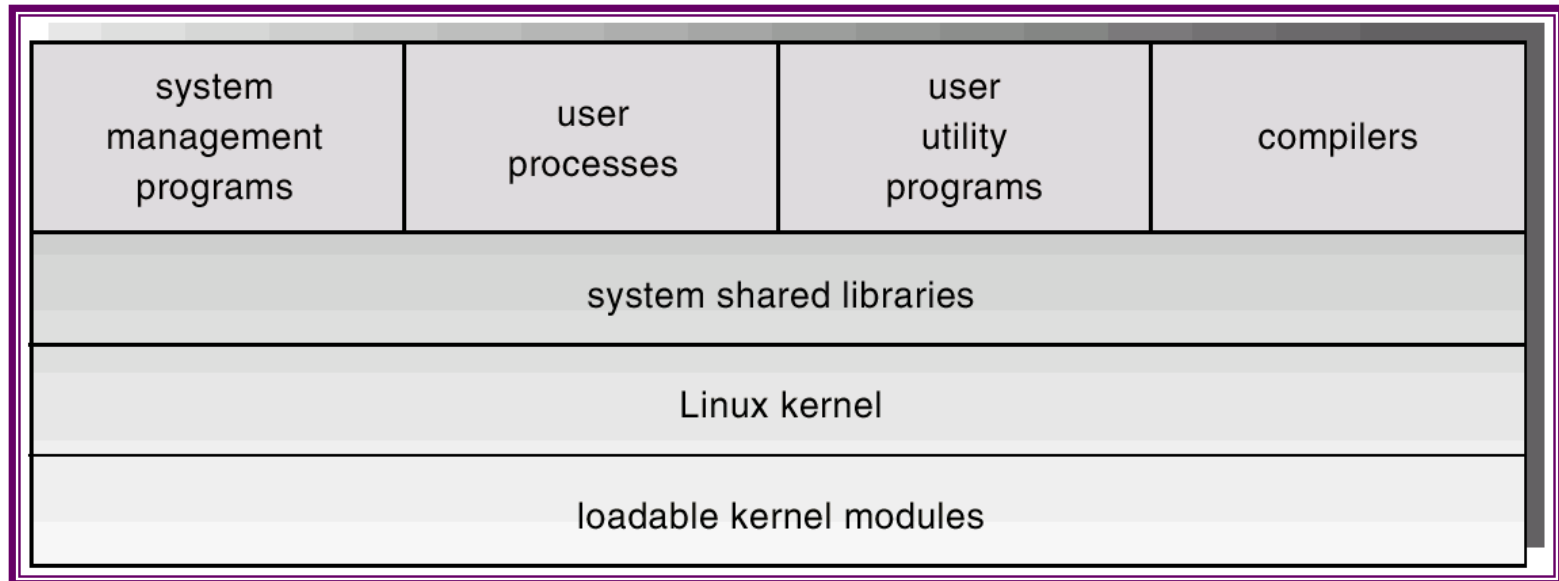 system
management
programs
user
processes
user
utility
programs
compilers
system shared libraries
Linux kernel
loadable kernel modules